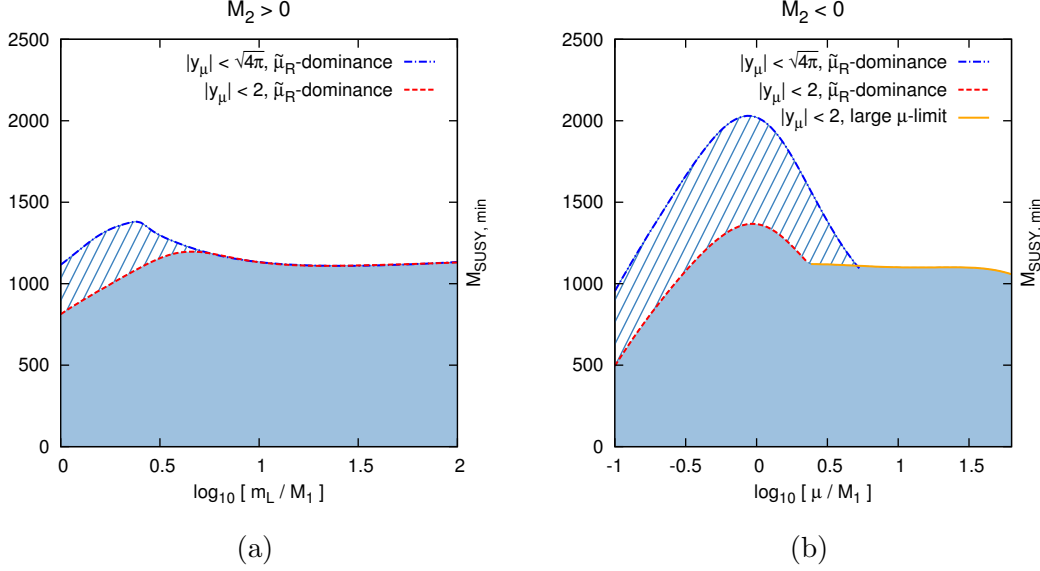 M₂ > 0
2500
2000
1500
1000
500
0
0
0.5
1
1.5
2
|yμ| < √4π, μ̃R-dominance
|yμ| < 2, μ̃R-dominance
MSUSY, min
log₁₀ [ mL / M₁ ]
(a)
M₂ < 0
2500
2000
1500
1000
500
0
-1
-0.5
0
0.5
1
1.5
|yμ| < √4π, μ̃R-dominance
|yμ| < 2, μ̃R-dominance
|yμ| < 2, large μ-limit
MSUSY, min
log₁₀ [ μ / M₁ ]
(b)